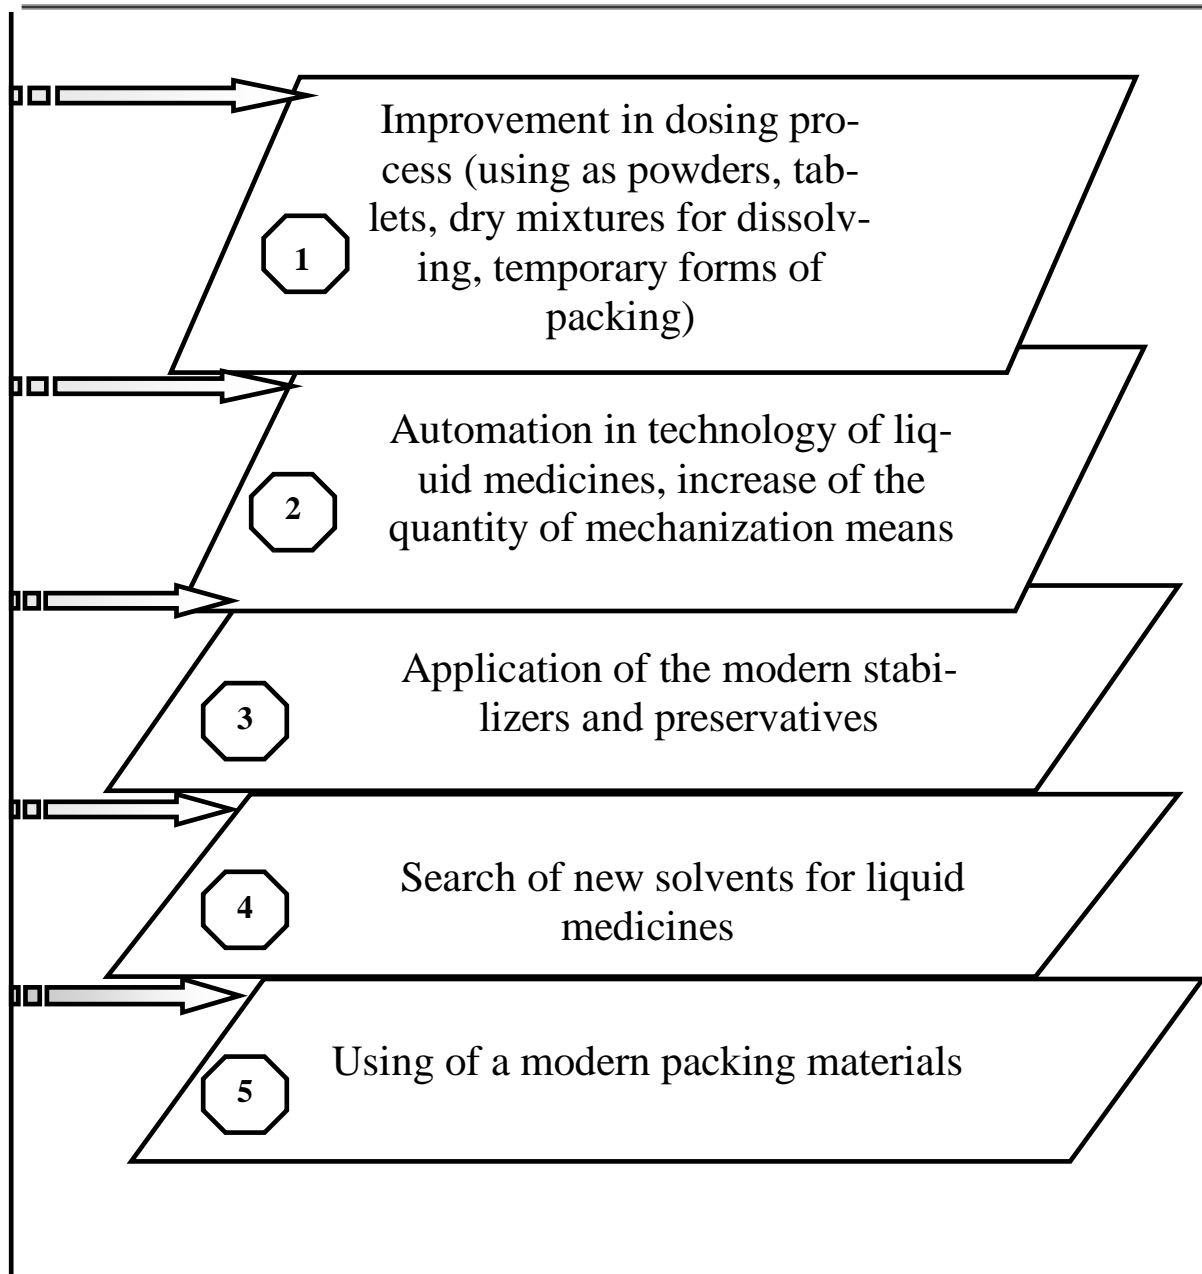 Improvement in dosing pro-
cess (using as powders, tab-
lets, dry mixtures for dissolv-
ing, temporary forms of
packing)
1
Automation in technology of liq-
uid medicines, increase of the
quantity of mechanization means
2
Application of the modern stabi-
lizers and preservatives
3
Search of new solvents for liquid
medicines
4
Using of a modern packing materials
5